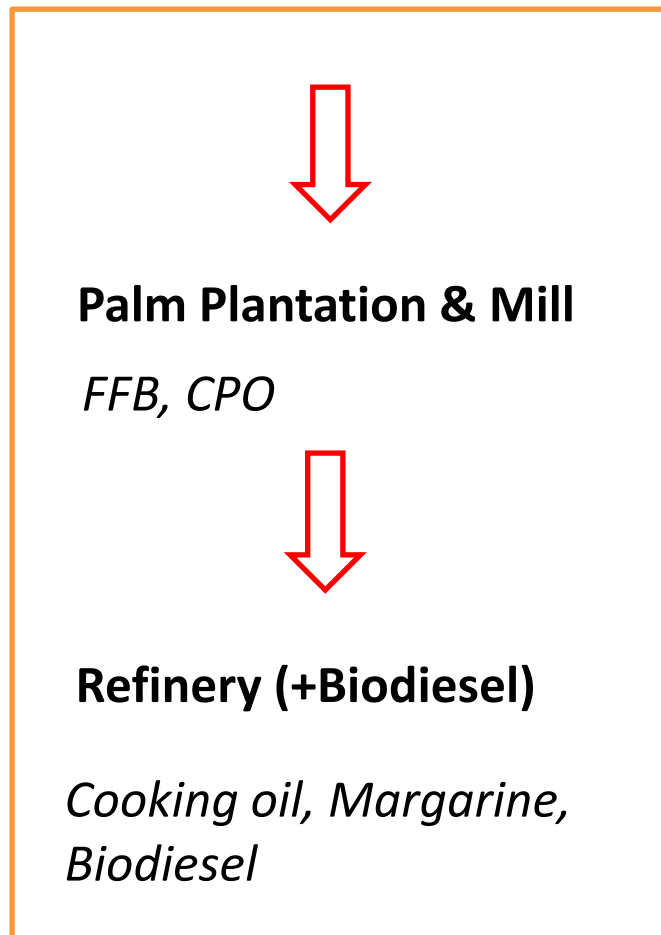 Palm Plantation & Mill
FFB, CPO
Refinery (+Biodiesel)
Cooking oil, Margarine,
Biodiesel